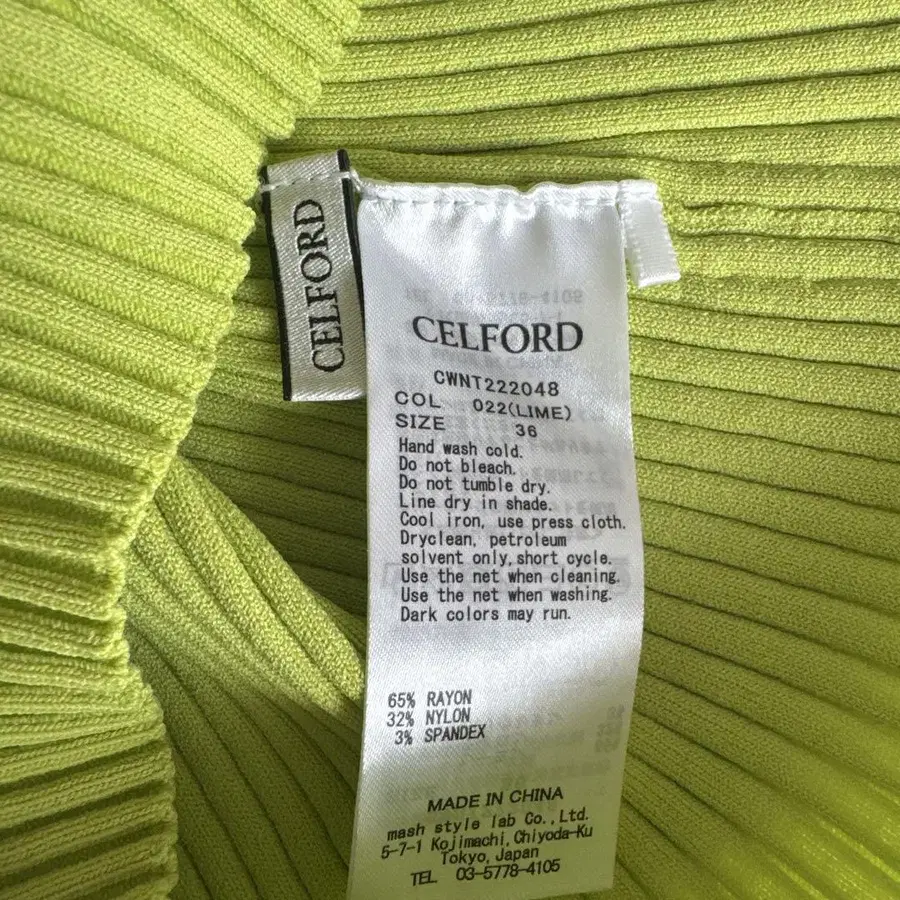 CELFORD
CELFORD
CWNT222048
COL 022(LIME)
SIZE 36
Hand wash cold.
Do not bleach.
Do not tumble dry.
Line dry in shade.
Cool iron, use press cloth.
Dryclean, petroleum
solvent only,short cycle.
Use the net when cleaning.
Use the net when washing.
Dark colors may run.
65% RAYON
32% NYLON
3% SPANDEX
MADE IN CHINA
mash style lab Co.,Ltd.
5-7-1 Kojimachi,Chiyoda-Ku
Tokyo,Japan
TEL 03-5778-4105